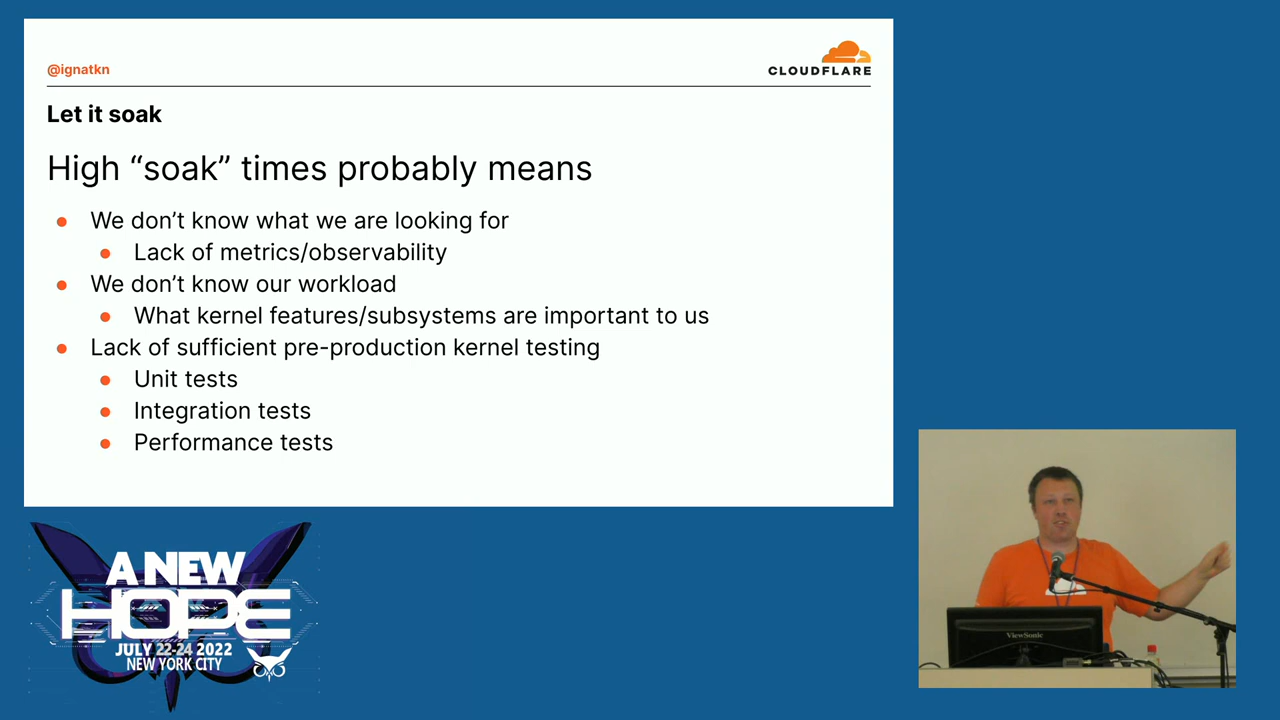 @ignatkn
CLOUDFLARE
Let it soak
High “soak” times probably means
● We don’t know what we are looking for
● Lack of metrics/observability
● We don’t know our workload
● What kernel features/subsystems are important to us
● Lack of sufficient pre-production kernel testing
● Unit tests
● Integration tests
● Performance tests
A NEW
HOPE
JULY 22-24 2022
NEW YORK CITY
ViewSonic